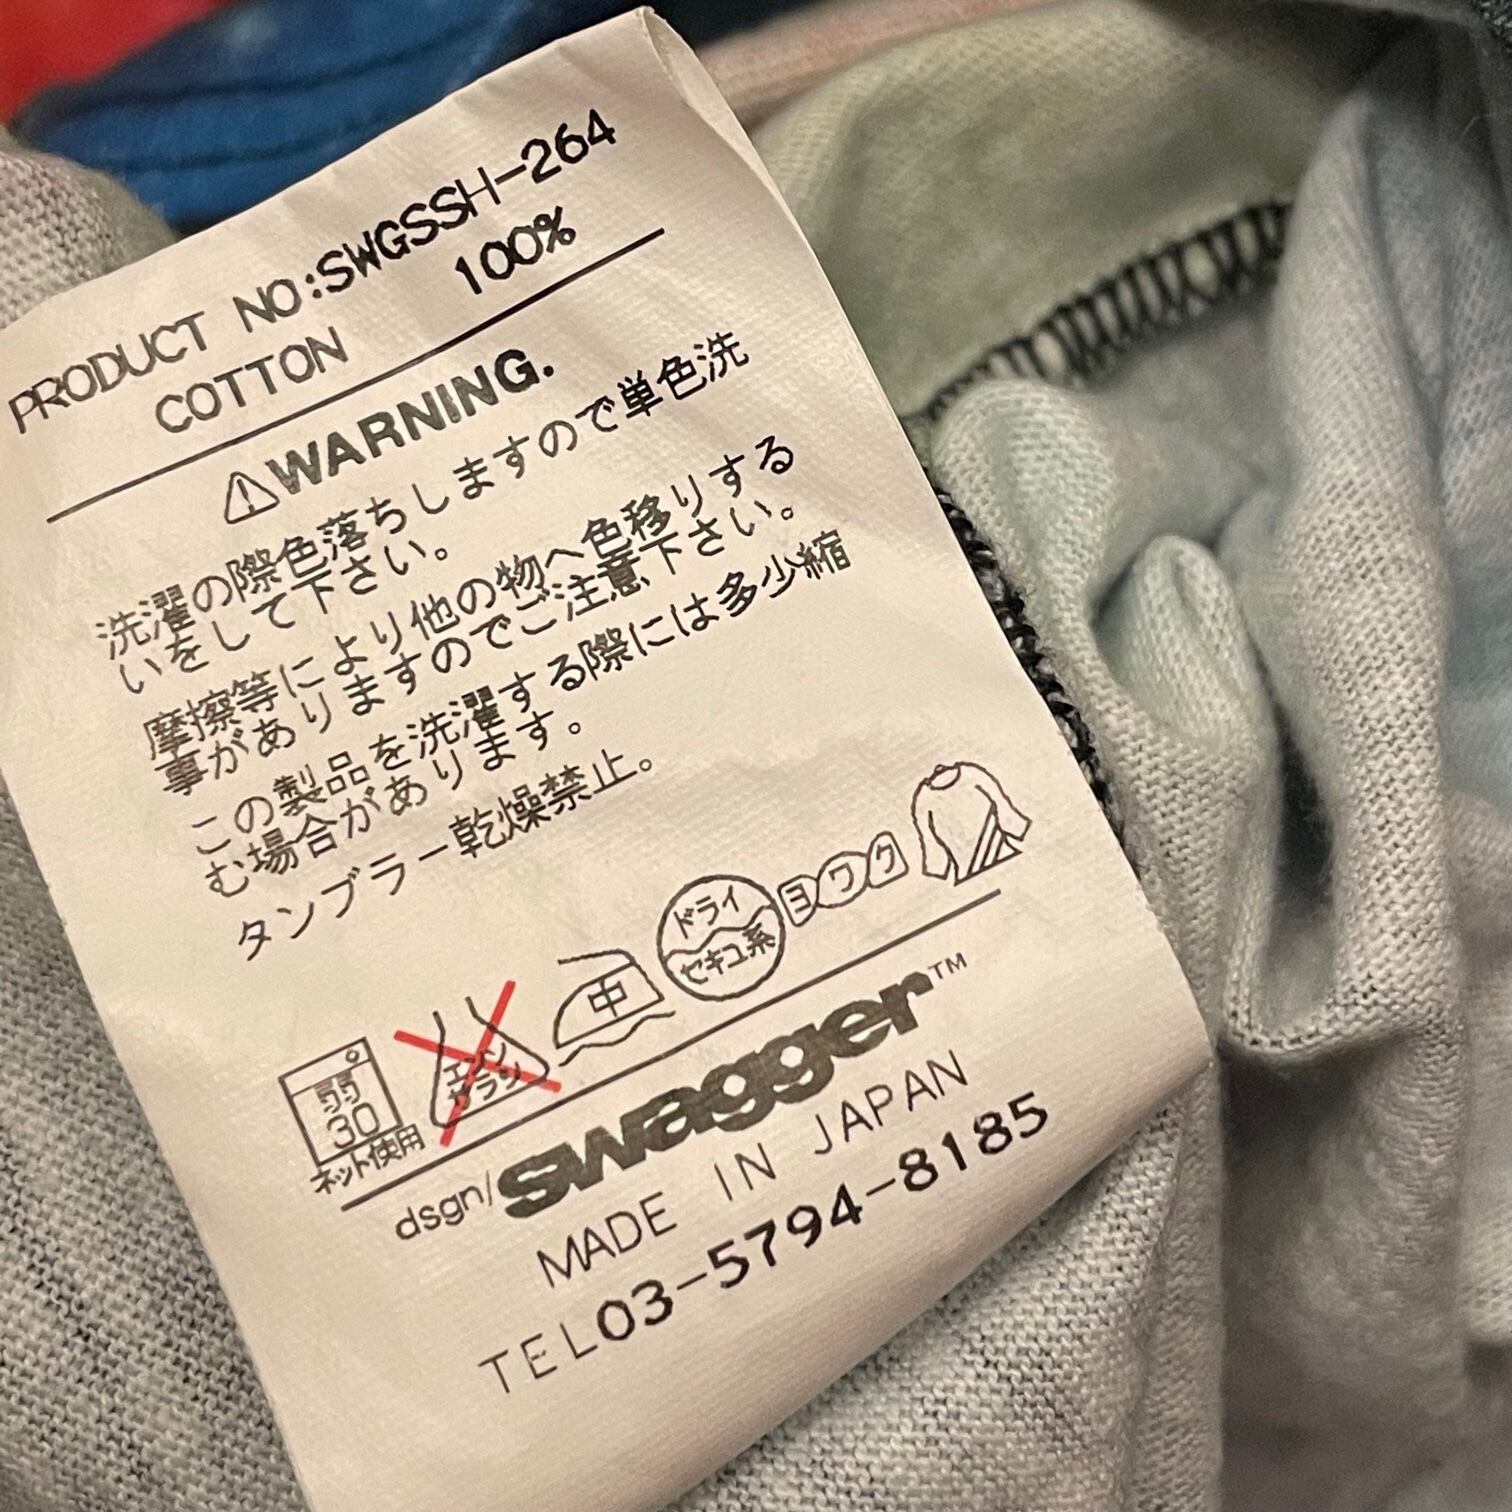 PRODUCT NO:SWGSSH-264
COTTON 100%
WARNING.
洗濯の際色落ちしますので単色洗
いをして下さい。
摩擦等により他の物へ色移りする
事がありますのでご注意下さい。
この製品を洗濯する際には多少縮
む場合があります。
タンブラー乾燥禁止。
弱
30
ネット使用
エンソ
サラシ
中
ドライ
セキユ系
ヨワク
dsgn/swagger™
MADE IN JAPAN
TEL03-5794-8185